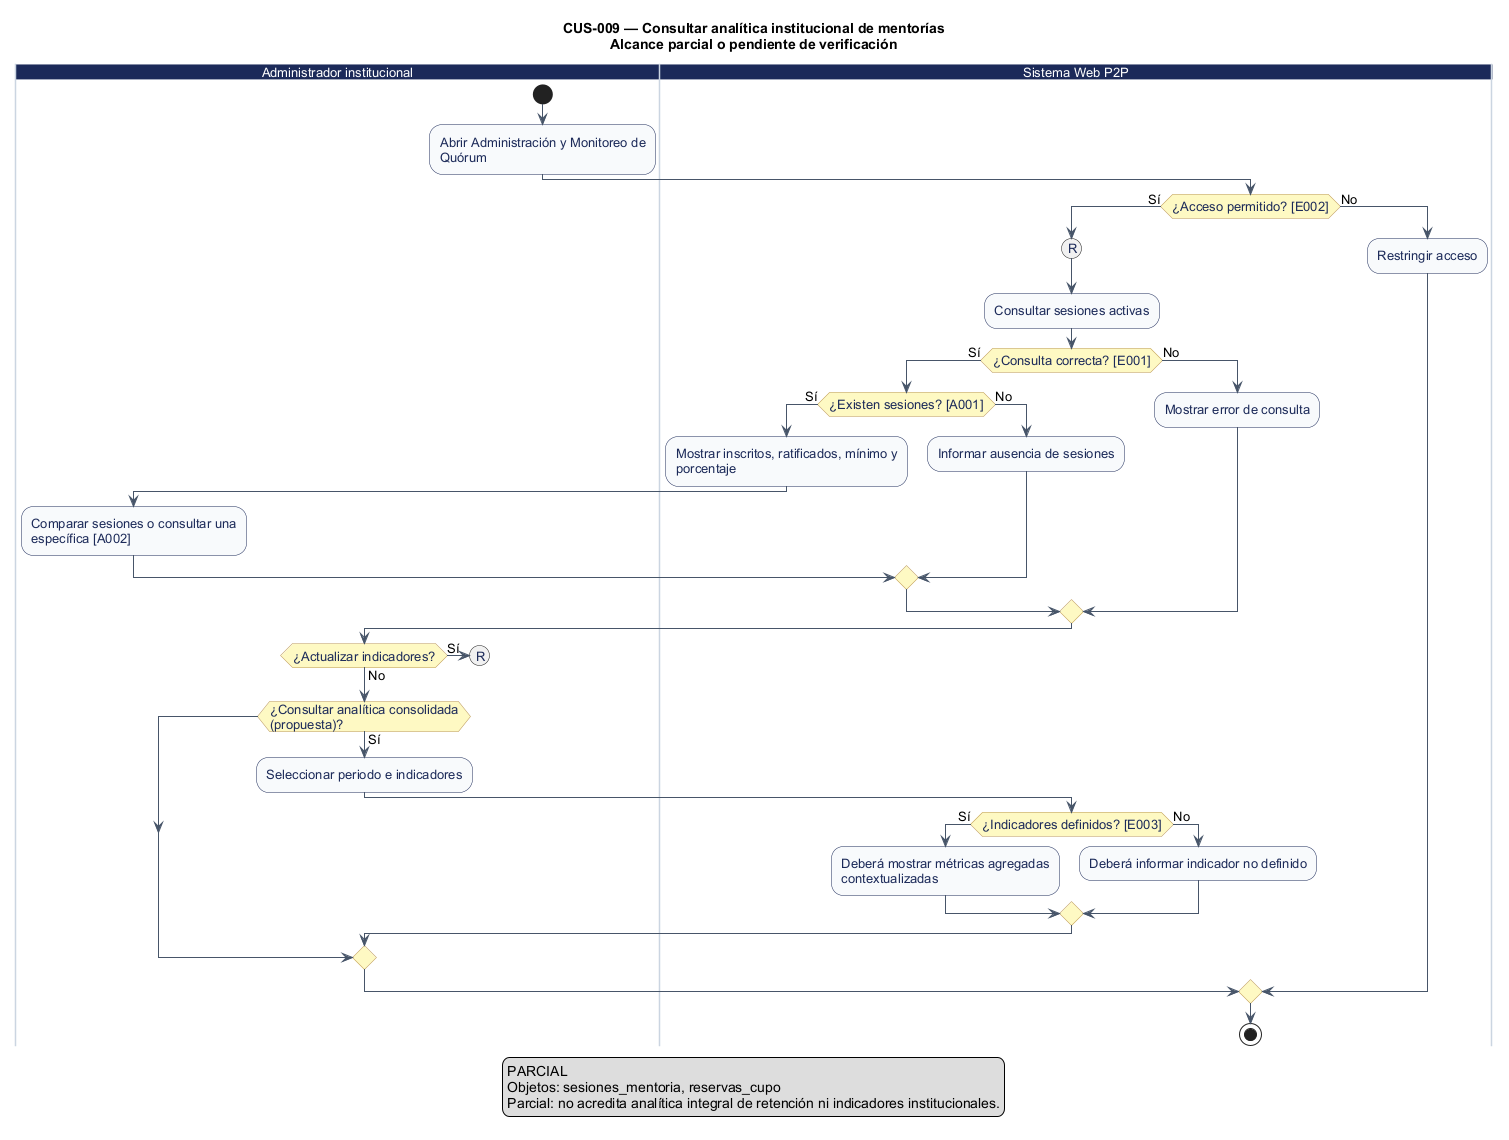 CUS-009 — Consultar analítica institucional de mentorías
Alcance parcial o pendiente de verificación
Administrador institucional
Sistema Web P2P
Abrir Administración y Monitoreo de
Quórum
¿Acceso permitido? [E002]
Sí
No
R
Restringir acceso
Consultar sesiones activas
¿Consulta correcta? [E001]
Sí
No
¿Existen sesiones? [A001]
Sí
No
Mostrar error de consulta
Mostrar inscritos, ratificados, mínimo y
porcentaje
Informar ausencia de sesiones
Comparar sesiones o consultar una
específica [A002]
¿Actualizar indicadores?
Sí
R
No
¿Consultar analítica consolidada
(propuesta)?
Sí
Seleccionar periodo e indicadores
¿Indicadores definidos? [E003]
Sí
No
Deberá mostrar métricas agregadas
contextualizadas
Deberá informar indicador no definido
PARCIAL
Objetos: sesiones_mentoria, reservas_cupo
Parcial: no acredita analítica integral de retención ni indicadores institucionales.